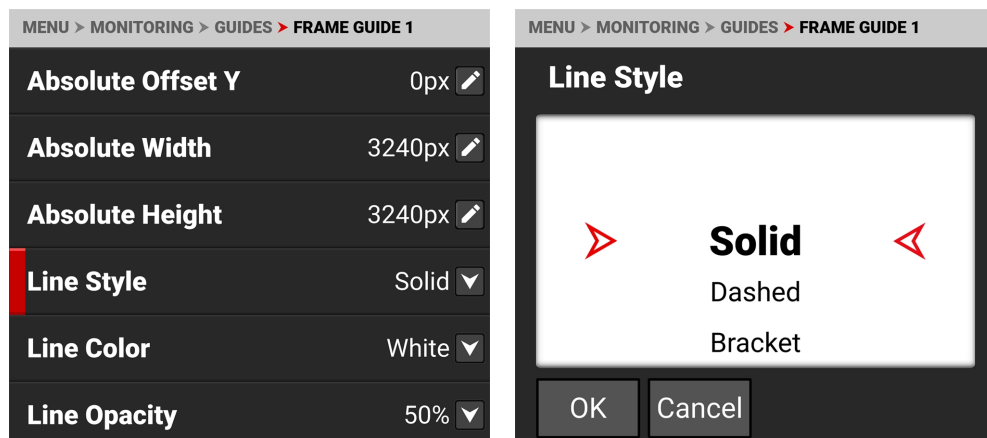 MENU > MONITORING > GUIDES > FRAME GUIDE 1
Absolute Offset Y 0px
Absolute Width 3240px
Absolute Height 3240px
Line Style Solid
Line Color White
Line Opacity 50%
MENU > MONITORING > GUIDES > FRAME GUIDE 1
Line Style
Solid
Dashed
Bracket
OK Cancel